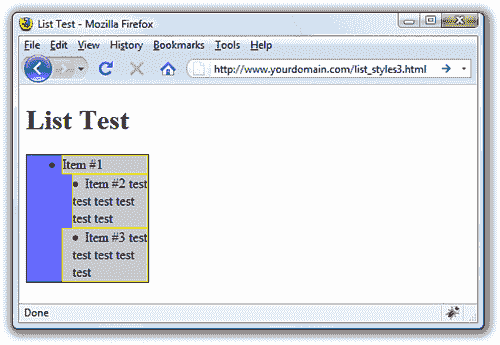 List Test - Mozilla Firefox
File Edit View History Bookmarks Tools Help
http://www.yourdomain.com/list_styles3.html
List Test
• Item #1
• Item #2 test
test test test
test test
• Item #3 test
test test test
test
Done